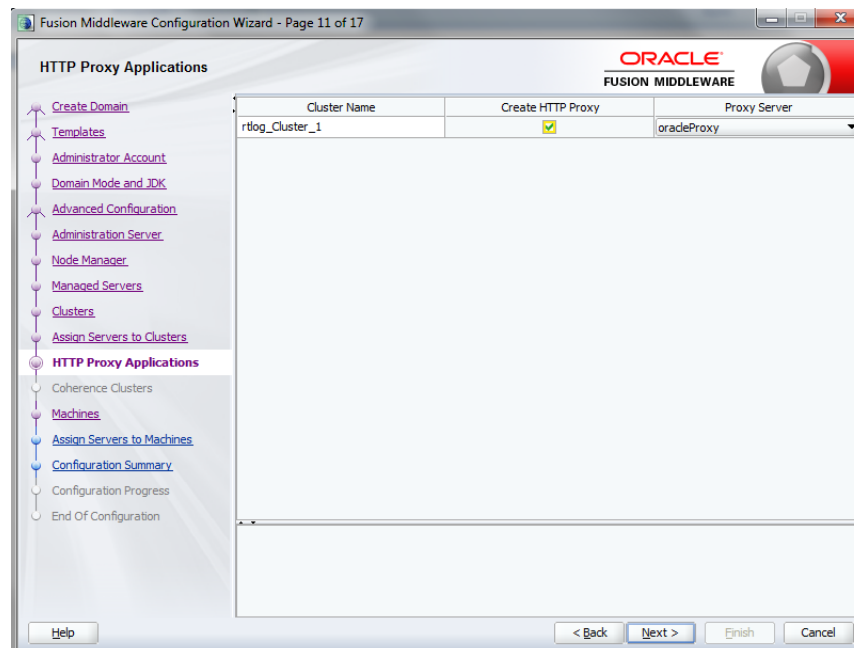 Fusion Middleware Configuration Wizard - Page 11 of 17
HTTP Proxy Applications
ORACLE
FUSION MIDDLEWARE
Create Domain
Templates
Administrator Account
Domain Mode and JDK
Advanced Configuration
Administration Server
Node Manager
Managed Servers
Clusters
Assign Servers to Clusters
HTTP Proxy Applications
Coherence Clusters
Machines
Assign Servers to Machines
Configuration Summary
Configuration Progress
End Of Configuration
Cluster Name Create HTTP Proxy Proxy Server
rtlog_Cluster_1 oracleProxy
Help < Back Next > Finish Cancel